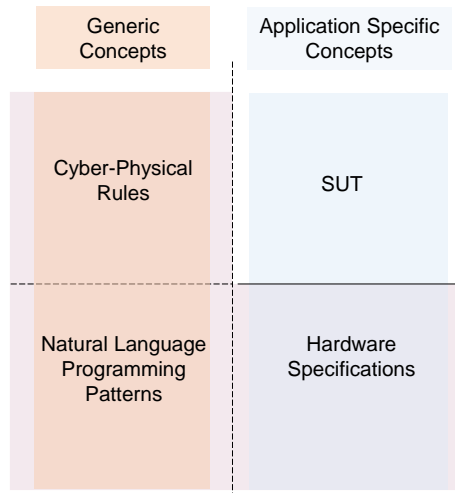 Generic
Concepts
Application Specific
Concepts
Cyber-Physical
Rules
SUT
Natural Language
Programming
Patterns
Hardware
Specifications